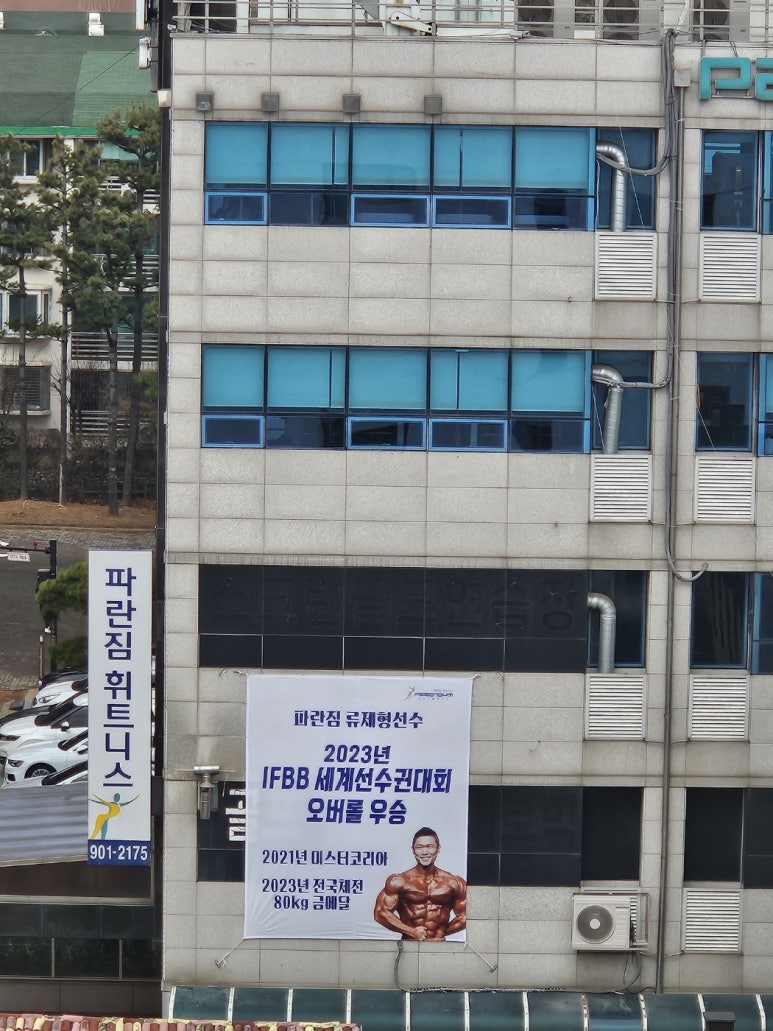 Pa
파란짐 휘트니스
901-2175
파란짐 류제형선수
2023년
IFBB 세계선수권대회
오버롤 우승
2021년 미스터코리아
2023년 전국체전
80kg 금메달